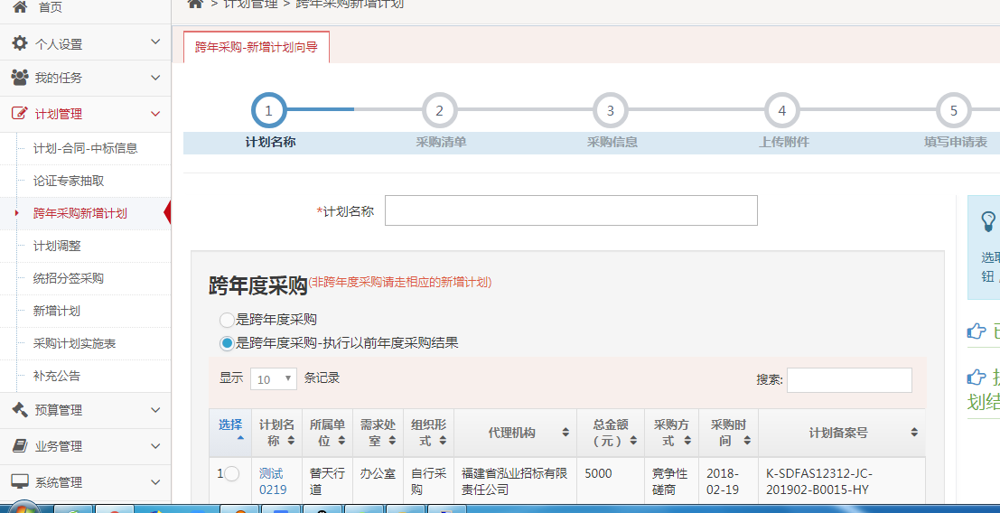 首页
> 计划管理 > 跨年采购新增计划
个人设置
我的任务
计划管理
计划-合同-中标信息
论证专家抽取
跨年采购新增计划
计划调整
统招分签采购
新增计划
采购计划实施表
补充公告
预算管理
业务管理
系统管理
跨年采购-新增计划向导
1 2 3 4 5
计划名称 采购清单 采购信息 上传附件 填写申请表
*计划名称
跨年度采购(非跨年度采购请走相应的新增计划)
是跨年度采购
是跨年度采购-执行以前年度采购结果
显示 10 条记录 搜索:
选择 计划名称 所属单位 需求处室 组织形式 代理机构 总金额（元） 采购方式 采购时间 计划备案号
1 测试 替天行 办公室 自行采 福建省泓业招标有限 5000 竞争性 2018- K-SDFAS12312-JC-
0219 道 购 责任公司 磋商 02-19 201902-B0015-HY
选取
钮
划结